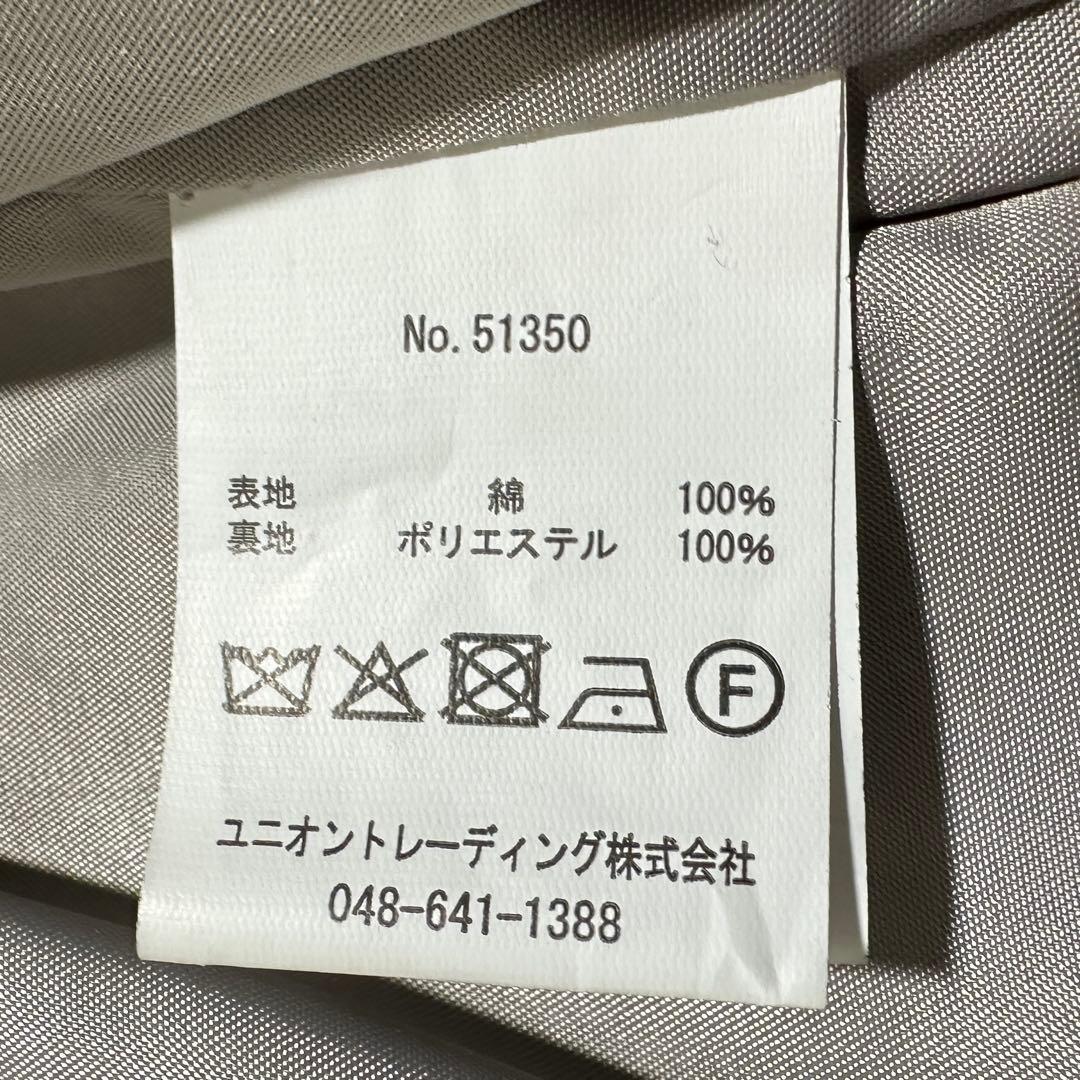 No. 51350
表地 綿 100%
裏地 ポリエステル 100%
F
ユニオントレーディング株式会社
048-641-1388